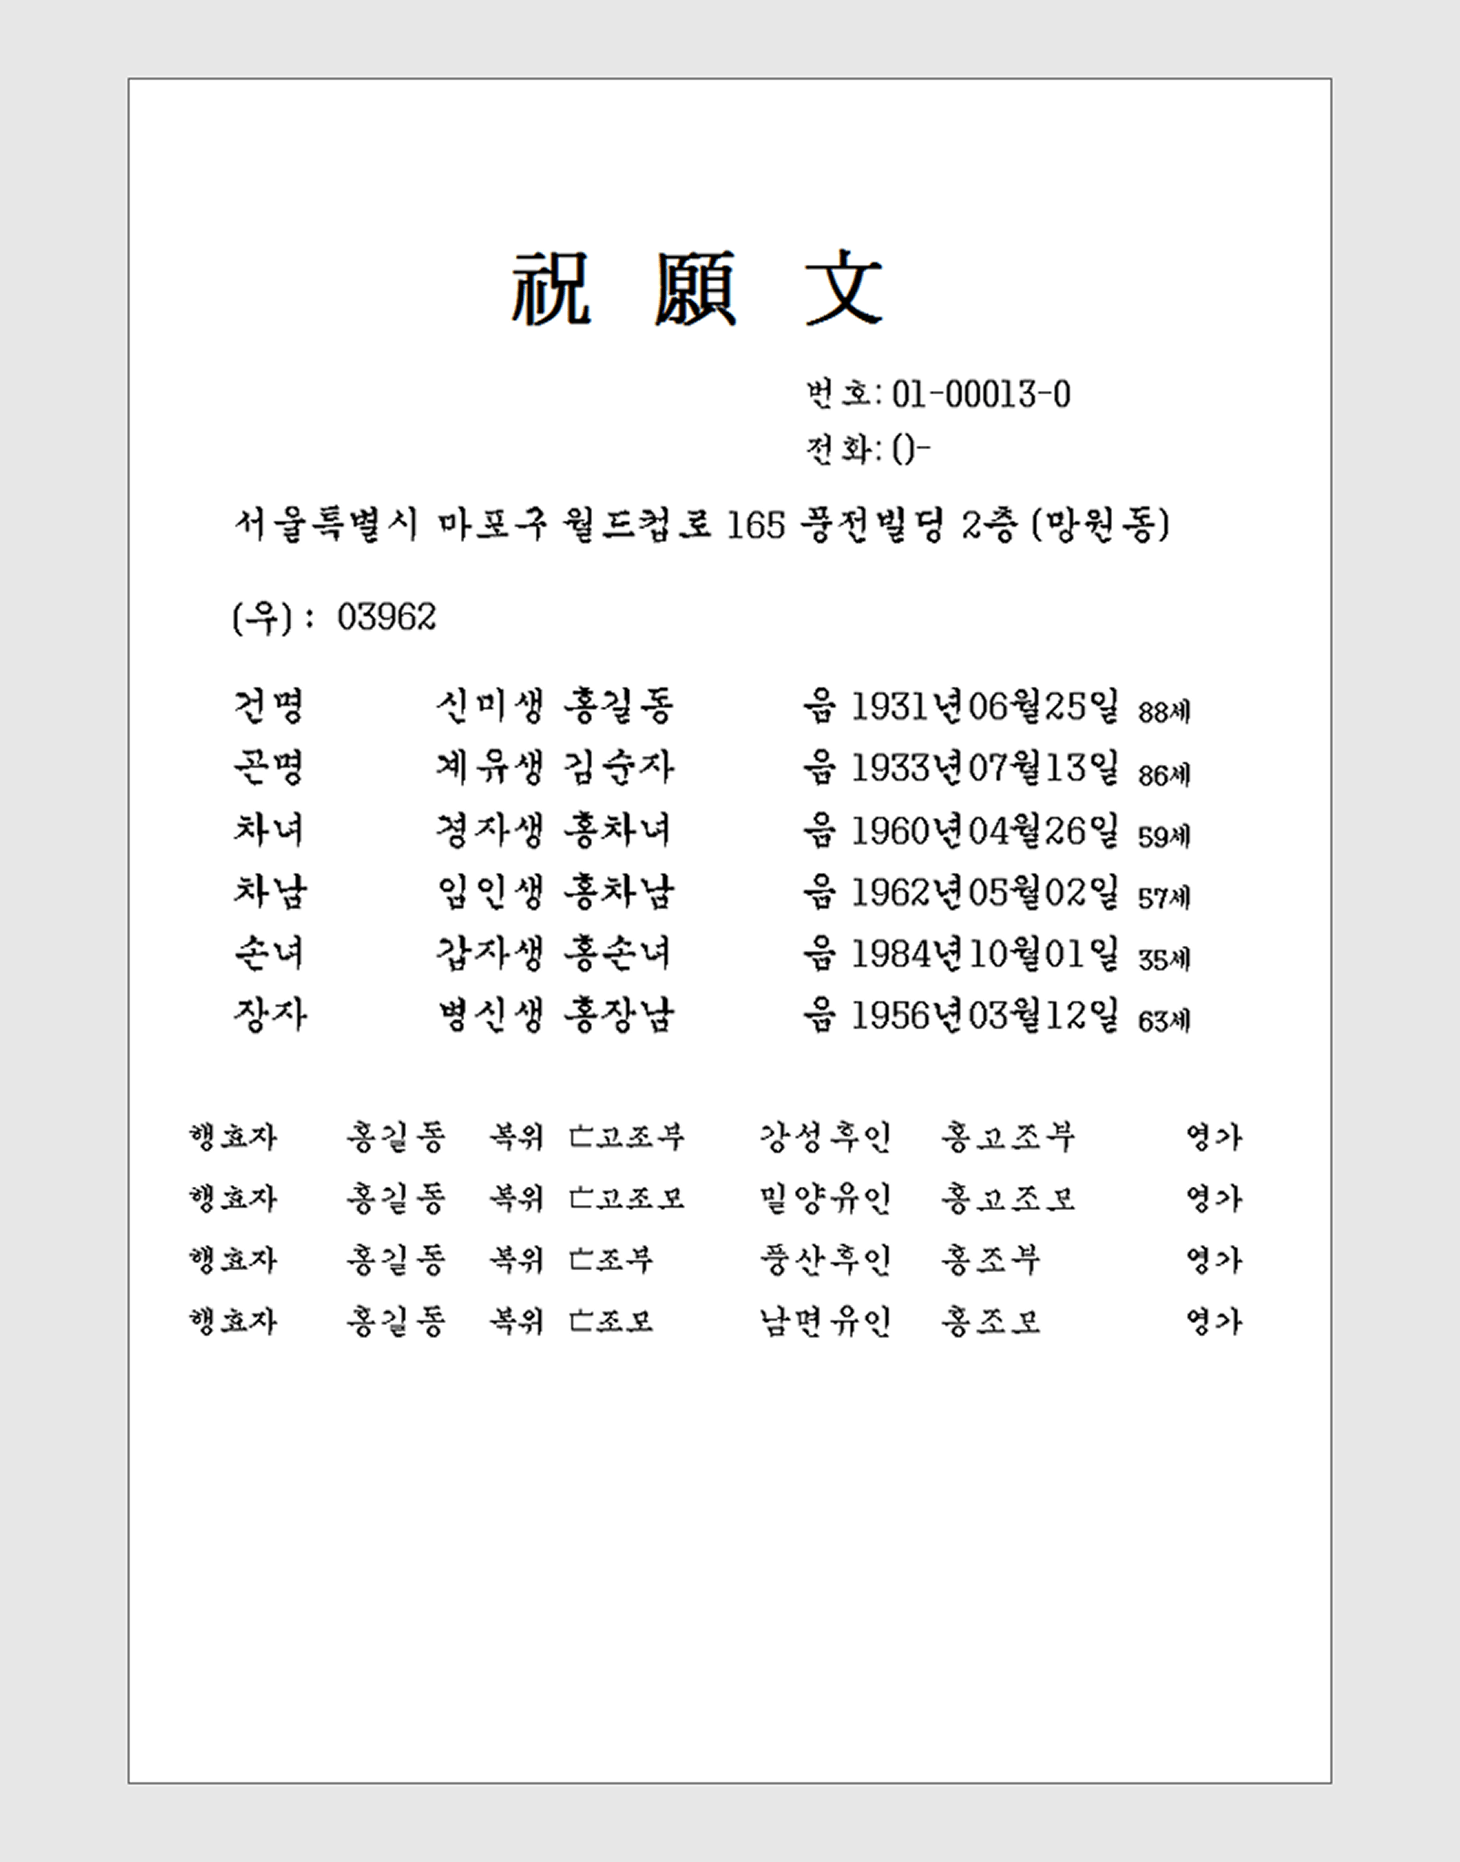 祝 願 文
번 호: 01-00013-0
전 화: ()-
서울특별시 마포구 월드컵로 165 풍전빌딩 2층 (망원동)
(우) : 03962
건명 신미생 홍길동 음 1931년06월25일 88세
곤명 계유생 김순자 음 1933년07월13일 86세
차녀 경자생 홍차녀 음 1960년04월26일 59세
차남 임인생 홍차남 음 1962년05월02일 57세
손녀 갑자생 홍손녀 음 1984년10월01일 35세
장자 병신생 홍장남 음 1956년03월12일 63세
행효자 홍길동 복위 亡고조부 강성후인 홍고조부 영가
행효자 홍길동 복위 亡고조모 밀양유인 홍고조모 영가
행효자 홍길동 복위 亡조부 풍산후인 홍조부 영가
행효자 홍길동 복위 亡조모 남면유인 홍조모 영가